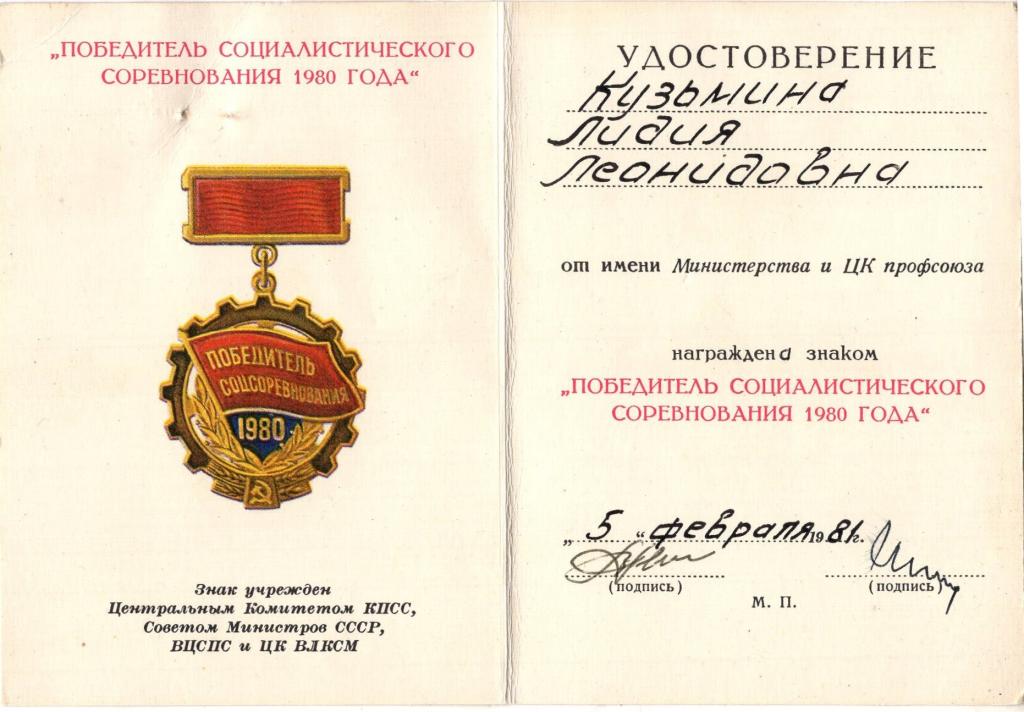 „ПОБЕДИТЕЛЬ СОЦИАЛИСТИЧЕСКОГО
СОРЕВНОВАНИЯ 1980 ГОДА“
ПОБЕДИТЕЛЬ
СОЦСОРЕВНОВАНИЯ
1980
Знак учрежден
Центральным Комитетом КПСС,
Советом Министров СССР,
ВЦСПС и ЦК ВЛКСМ
УДОСТОВЕРЕНИЕ
Кузьмина
Лидия
Леонидовна
от имени Министерства и ЦК профсоюза
награждена знаком
„ПОБЕДИТЕЛЬ СОЦИАЛИСТИЧЕСКОГО
СОРЕВНОВАНИЯ 1980 ГОДА“
„ 5 “ февраля 1981г.
(подпись) (подпись)
М. П.